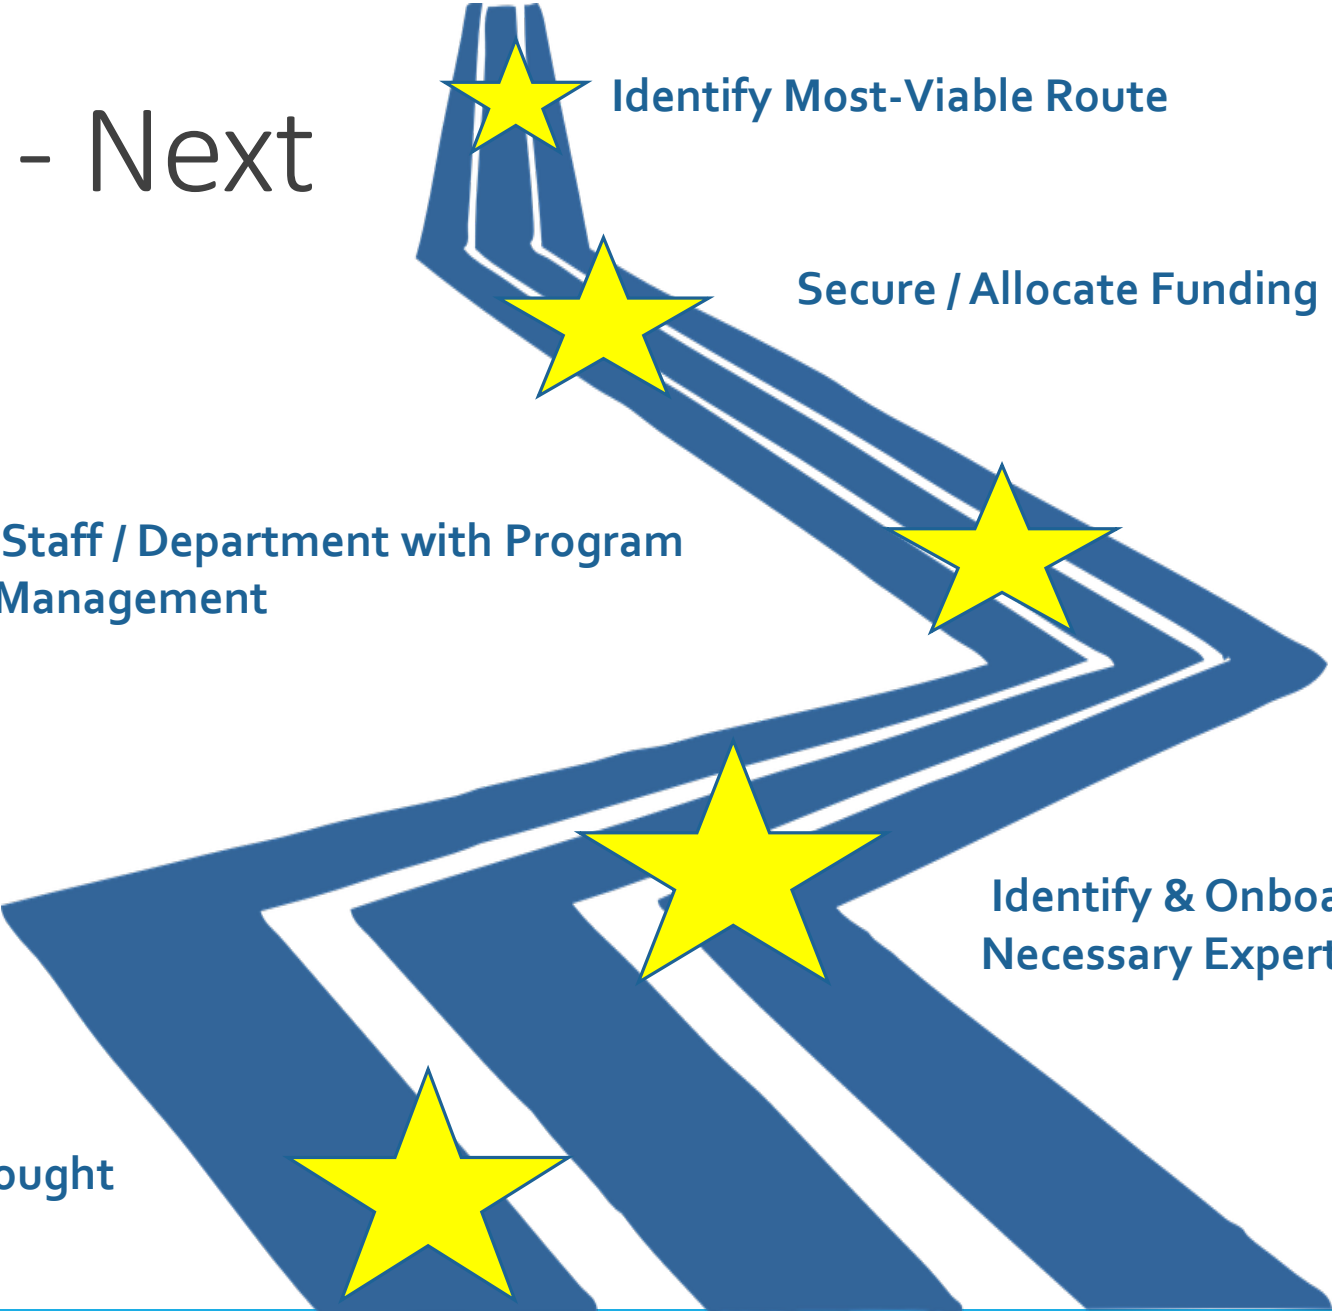 - Next
Identify Most-Viable Route
Secure / Allocate Funding
Staff / Department with Program
Management
Identify & Onboa
Necessary Expert
ought